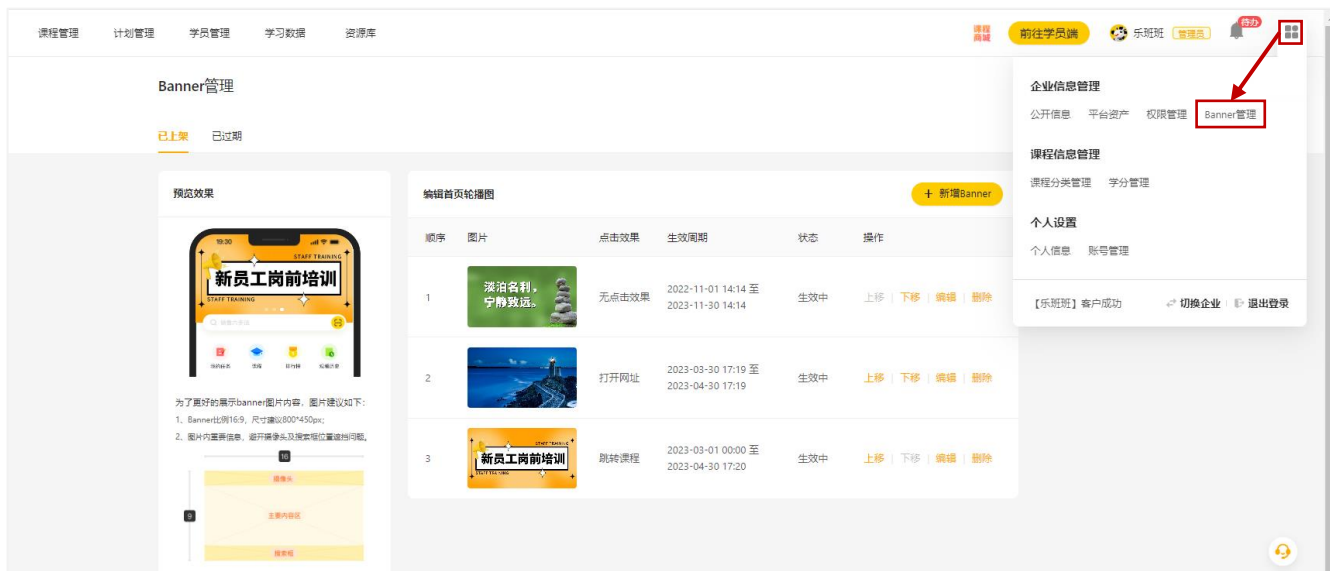 课程管理 计划管理 学员管理 学习数据 资源库 课程商城 前往学员端 乐班班 管理员 待办
Banner管理
已上架 已过期
企业信息管理
公开信息 平台资产 权限管理 Banner管理
课程信息管理
课程分类管理 学分管理
个人设置
个人信息 账号管理
【乐班班】客户成功 切换企业 退出登录
预览效果
19:30
STAFF TRAINING
新员工岗前培训
STAFF TRAINING
为了更好的展示banner图片内容，图片建议如下：
1、Banner比例16:9，尺寸建议800*450px；
2、图片内重要信息，避开摄像头及搜索框位置遮挡问题。
16
摄像头
9
主要内容区
搜索框
编辑首页轮播图 + 新增Banner
顺序 图片 点击效果 生效周期 状态 操作
淡泊名利，
宁静致远。
1 无点击效果 2022-11-01 14:14 至 生效中 上移 下移 编辑 删除
2023-11-30 14:14
2 打开网址 2023-03-30 17:19 至 生效中 上移 下移 编辑 删除
2023-04-30 17:19
STAFF TRAINING
新员工岗前培训
STAFF TRAINING
3 跳转课程 2023-03-01 00:00 至 生效中 上移 下移 编辑 删除
2023-04-30 17:20